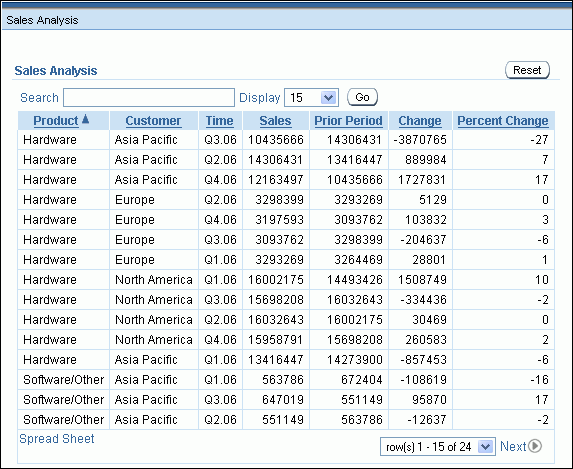 Sales Analysis
Sales Analysis
Reset
Search Display 15 Go
Product Customer Time Sales Prior Period Change Percent Change
Hardware Asia Pacific Q3.06 10435666 14306431 -3870765 -27
Hardware Asia Pacific Q2.06 14306431 13416447 889984 7
Hardware Asia Pacific Q4.06 12163497 10435666 1727831 17
Hardware Europe Q2.06 3298399 3293269 5129 0
Hardware Europe Q4.06 3197593 3093762 103832 3
Hardware Europe Q3.06 3093762 3298399 -204637 -6
Hardware Europe Q1.06 3293269 3264469 28801 1
Hardware North America Q1.06 16002175 14493426 1508749 10
Hardware North America Q3.06 15698208 16032643 -334436 -2
Hardware North America Q2.06 16032643 16002175 30469 0
Hardware North America Q4.06 15958791 15698208 260583 2
Hardware Asia Pacific Q1.06 13416447 14273900 -857453 -6
Software/Other Asia Pacific Q1.06 563786 672404 -108619 -16
Software/Other Asia Pacific Q3.06 647019 551149 95870 17
Software/Other Asia Pacific Q2.06 551149 563786 -12637 -2
Spread Sheet
row(s) 1 - 15 of 24 Next